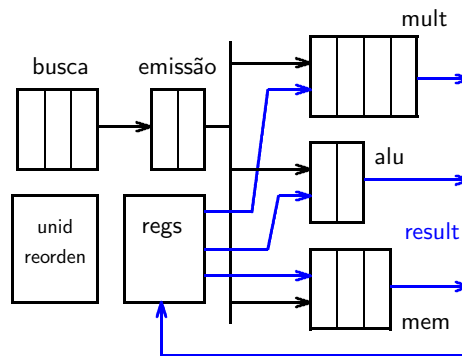 mult
busca
emissão
alu
unid
reorden
regs
result
mem